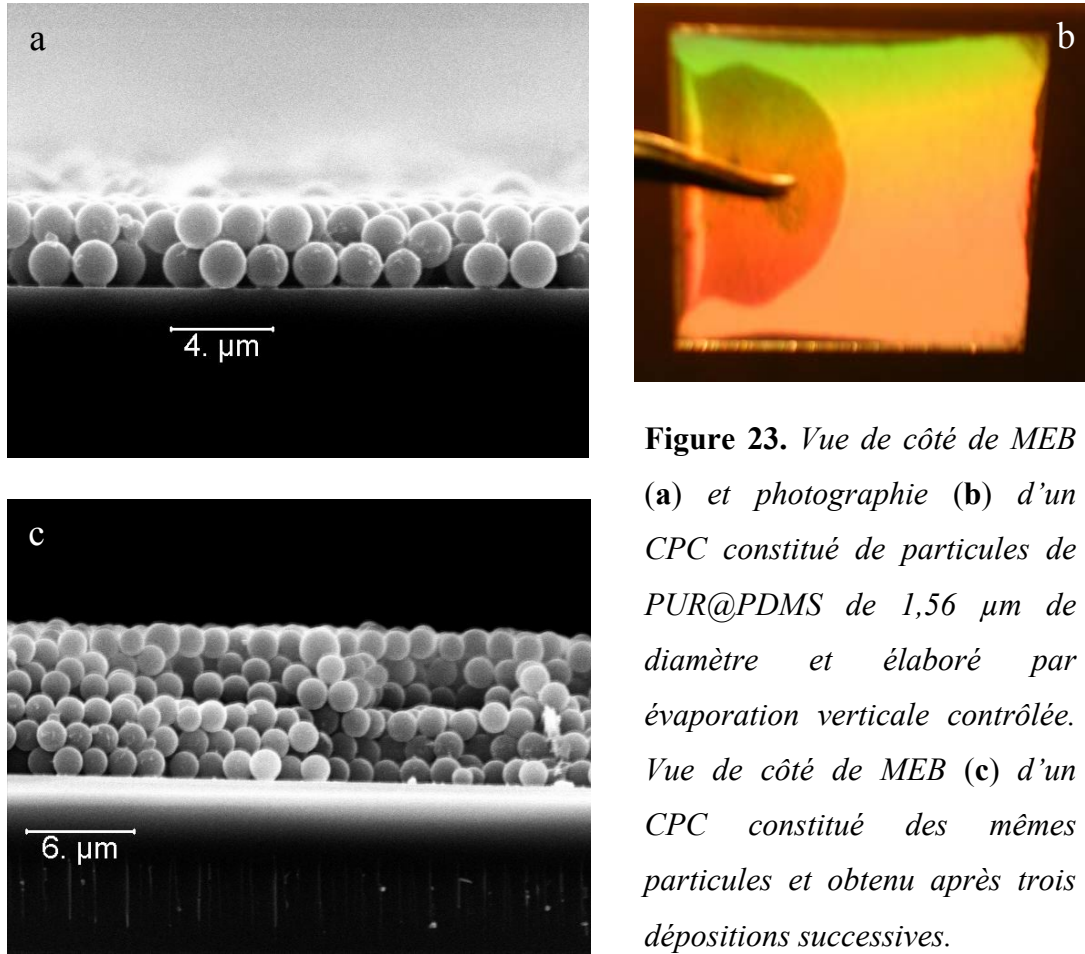 a
4. µm
b
c
6. µm
Figure 23. Vue de côté de MEB
(a) et photographie (b) d’un
CPC constitué de particules de
PUR@PDMS de 1,56 µm de
diamètre et élaboré par
évaporation verticale contrôlée.
Vue de côté de MEB (c) d’un
CPC constitué des mêmes
particules et obtenu après trois
dépositions successives.